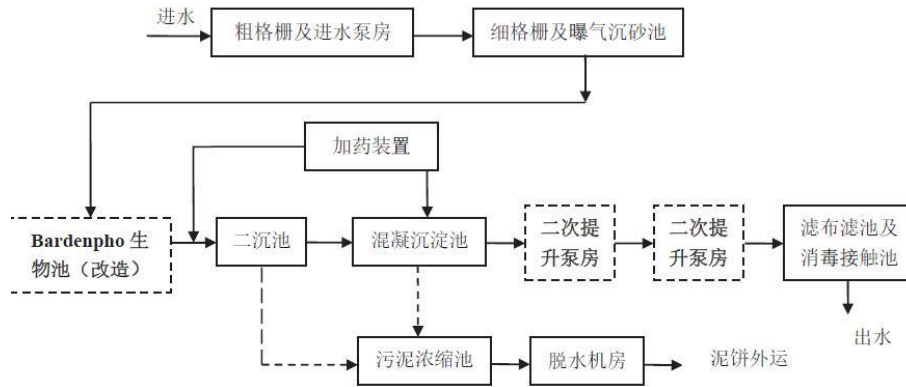 进水
粗格栅及进水泵房
细格栅及曝气沉砂池
加药装置
Bardenpho 生
物池（改造）
二沉池
混凝沉淀池
二次提
升泵房
二次提
升泵房
滤布滤池及
消毒接触池
出水
污泥浓缩池
脱水机房
泥饼外运